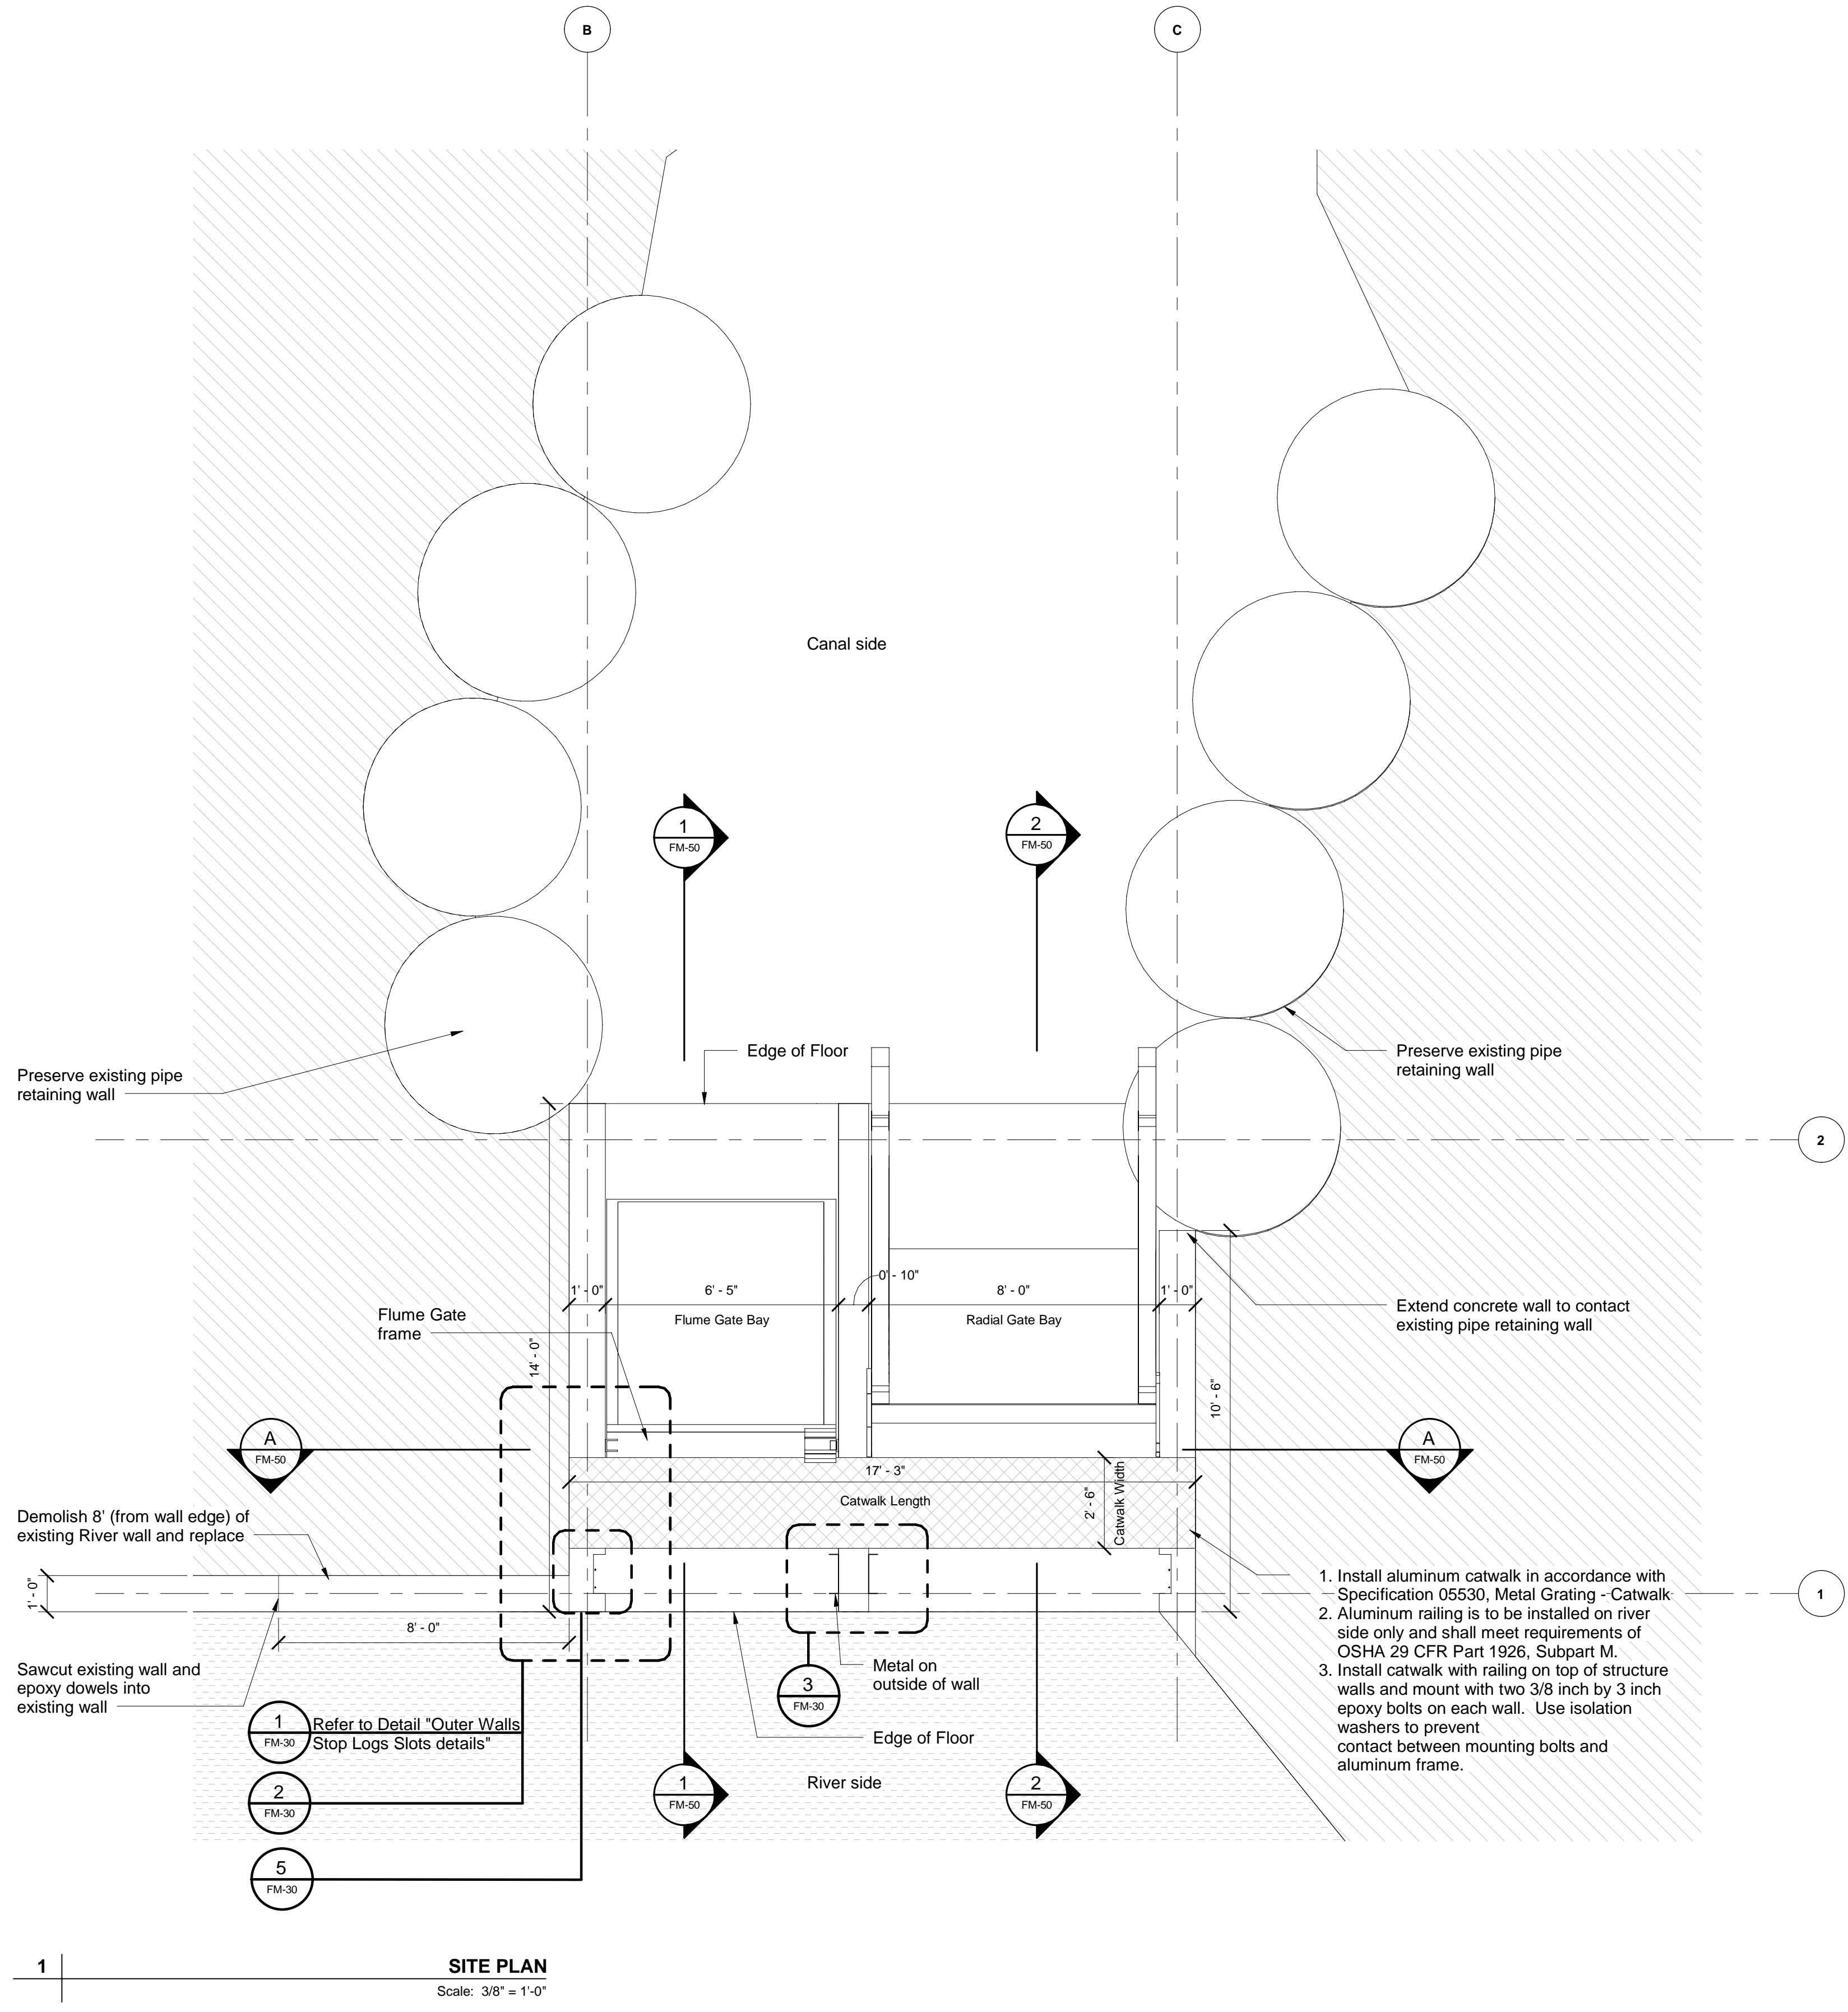 B
C
Canal side
1
FM-50
2
FM-50
Edge of Floor
Preserve existing pipe
retaining wall
Preserve existing pipe
retaining wall
2
1' - 0"
6' - 5"
0' - 10"
8' - 0"
1' - 0"
Flume Gate Bay
Radial Gate Bay
Flume Gate
frame
Extend concrete wall to contact
existing pipe retaining wall
14' - 0"
10' - 6"
A
FM-50
A
FM-50
17' - 3"
Catwalk Length
2' - 6"
Catwalk Width
Demolish 8' (from wall edge) of
existing River wall and replace
1' - 0"
8' - 0"
1
1. Install aluminum catwalk in accordance with
Specification 05530, Metal Grating - Catwalk
2. Aluminum railing is to be installed on river
side only and shall meet requirements of
OSHA 29 CFR Part 1926, Subpart M.
3. Install catwalk with railing on top of structure
walls and mount with two 3/8 inch by 3 inch
epoxy bolts on each wall.  Use isolation
washers to prevent
contact between mounting bolts and
aluminum frame.
Sawcut existing wall and
epoxy dowels into
existing wall
Metal on
outside of wall
3
FM-30
1
FM-30
Refer to Detail "Outer Walls
Stop Logs Slots details"
Edge of Floor
River side
2
FM-30
1
FM-50
2
FM-50
5
FM-30
1
SITE PLAN
Scale:  3/8" = 1'-0"